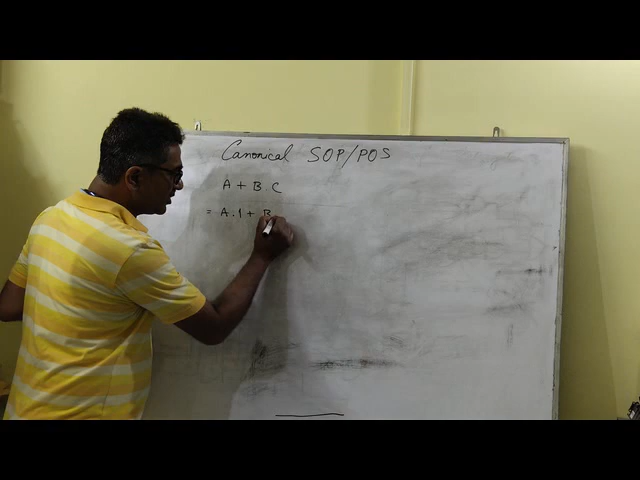 Canonical SOP/POS
A + B.C
= A.1 + B